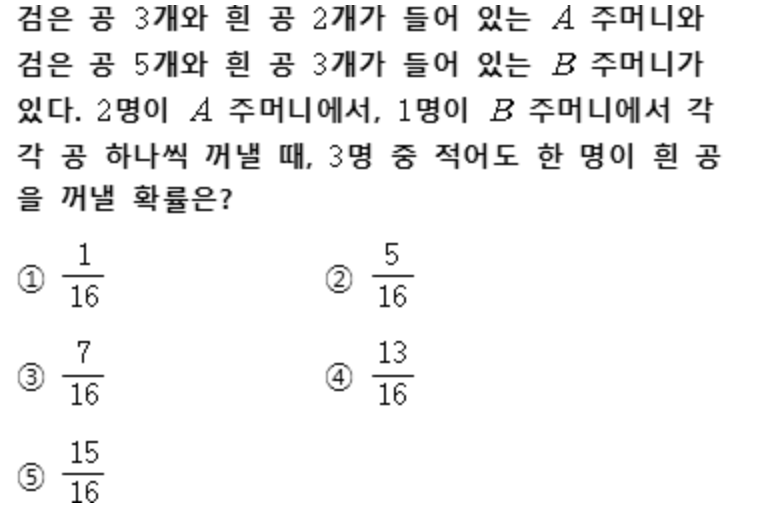 검은 공 3개와 흰 공 2개가 들어 있는 A 주머니와
검은 공 5개와 흰 공 3개가 들어 있는 B 주머니가
있다. 2명이 A 주머니에서, 1명이 B 주머니에서 각
각 공 하나씩 꺼낼 때, 3명 중 적어도 한 명이 흰 공
을 꺼낼 확률은?
① 1/16 ② 5/16
③ 7/16 ④ 13/16
⑤ 15/16